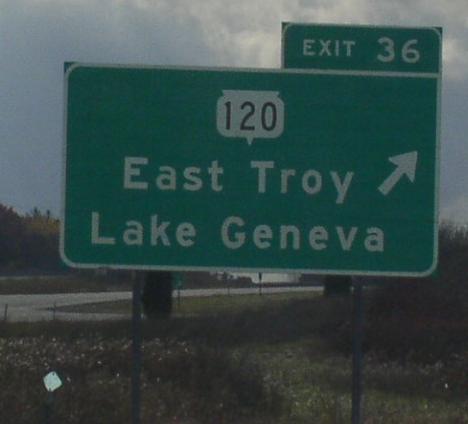 EXIT 36
120
East Troy
Lake Geneva